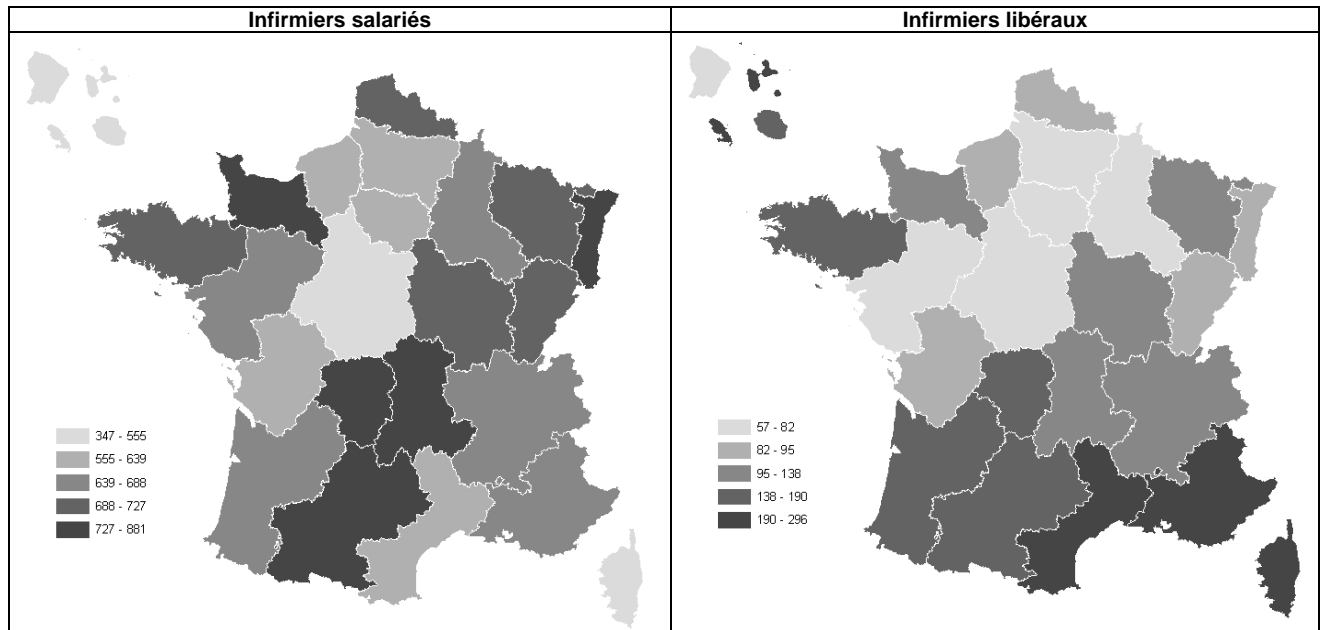 Infirmiers salariés
347 - 555
555 - 639
639 - 688
688 - 727
727 - 881
Infirmiers libéraux
57 - 82
82 - 95
95 - 138
138 - 190
190 - 296